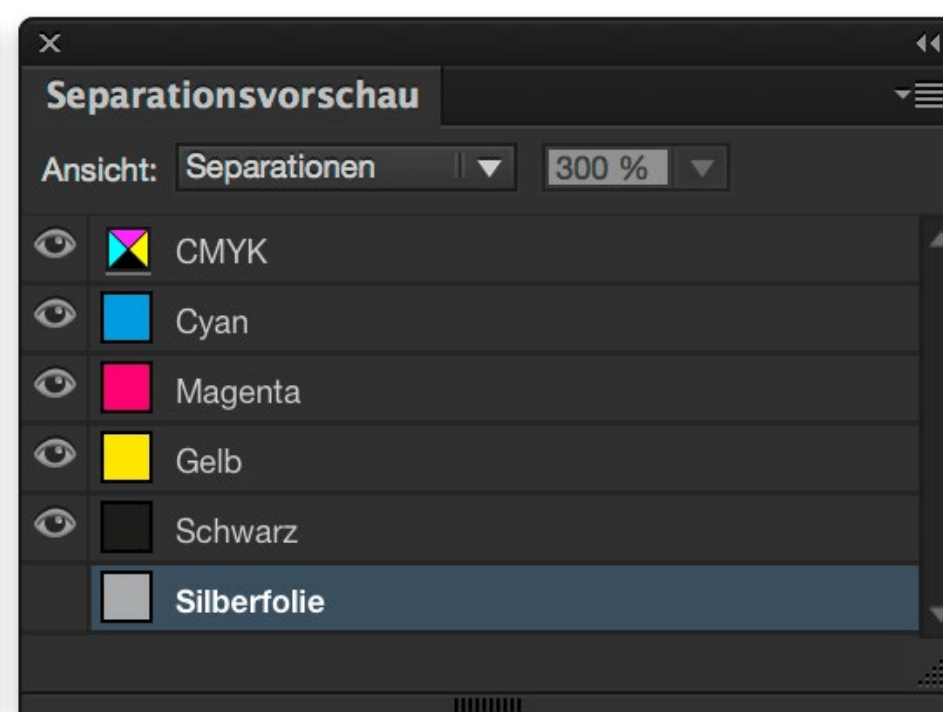 Separationsvorschau
Ansicht: Separationen 300 %
CMYK
Cyan
Magenta
Gelb
Schwarz
Silberfolie